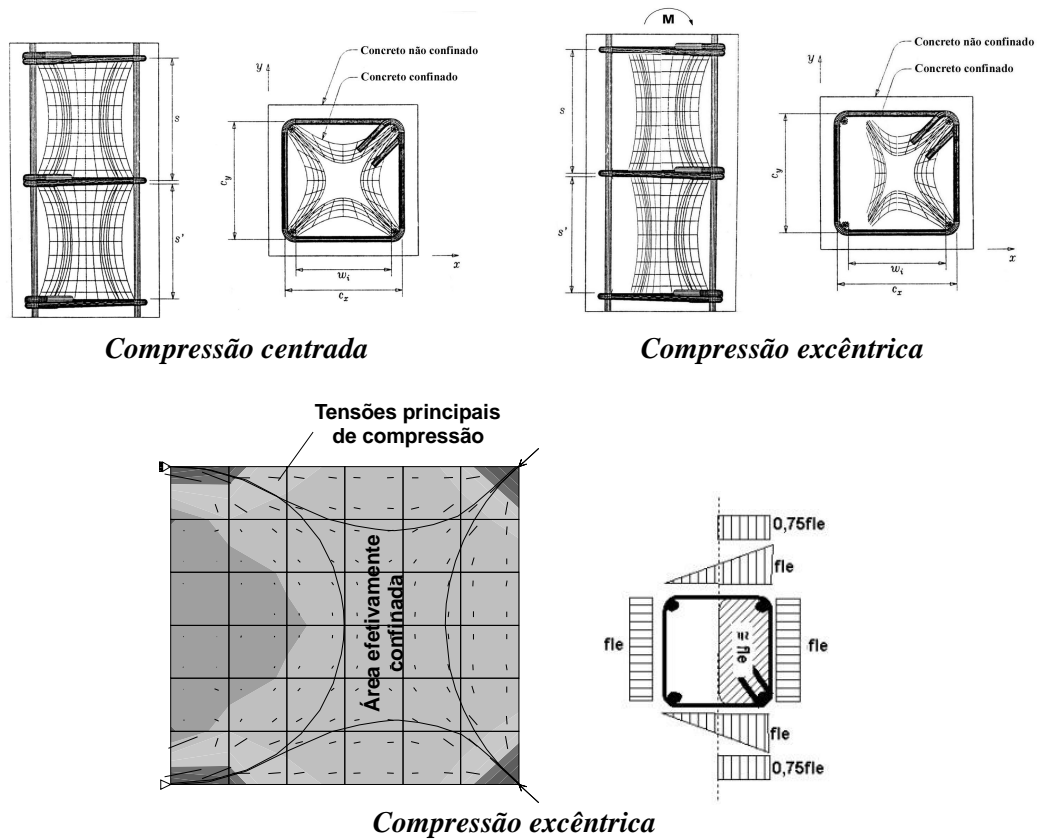 Concreto não confinado
Concreto confinado
y
s
s'
c_y
w_i
c_x
x
M
Concreto não confinado
Concreto confinado
y
s
s'
c_y
w_i
c_x
x
Compressão centrada
Compressão excêntrica
Tensões principais
de compressão
Área efetivamente
confinada
0,75fle
fle
fle
≅ fle
fle
fle
0,75fle
Compressão excêntrica